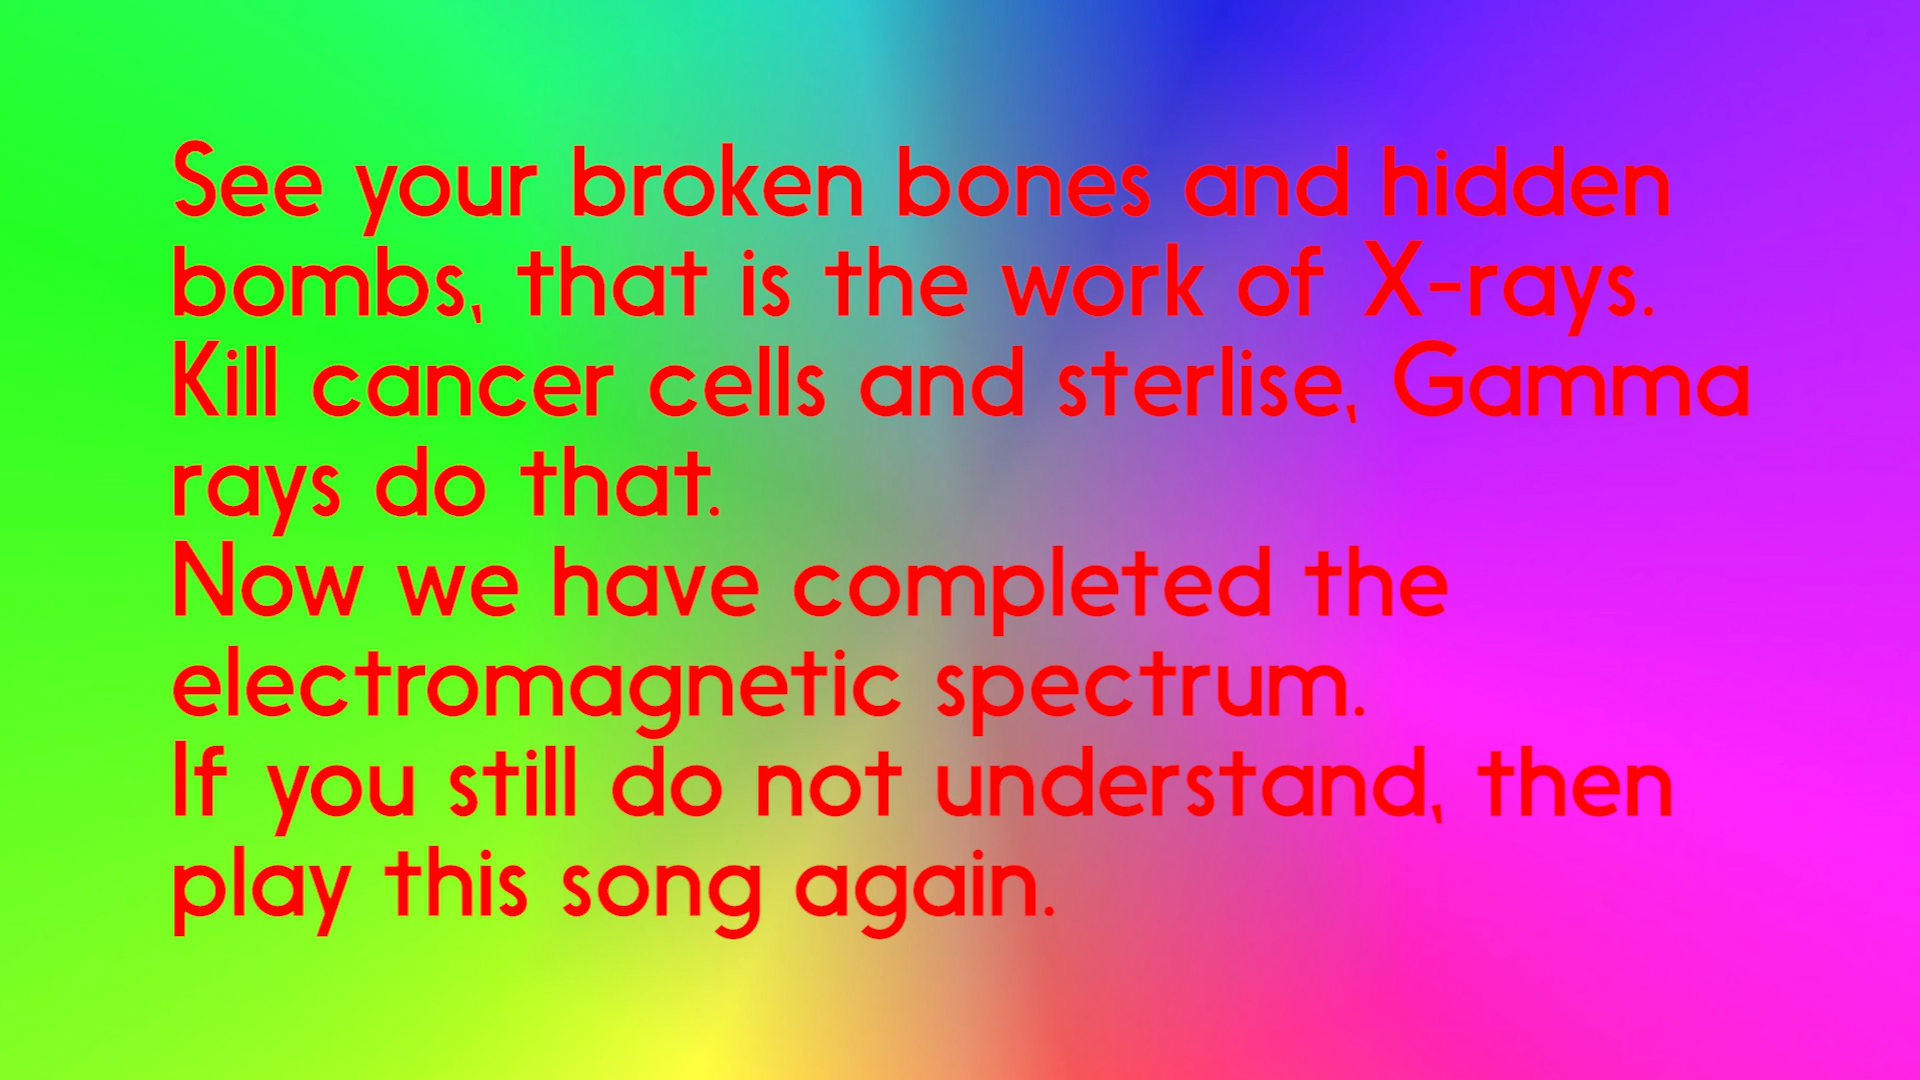 See your broken bones and hidden
bombs, that is the work of X-rays.
Kill cancer cells and sterlise, Gamma
rays do that.
Now we have completed the
electromagnetic spectrum.
If you still do not understand, then
play this song again.